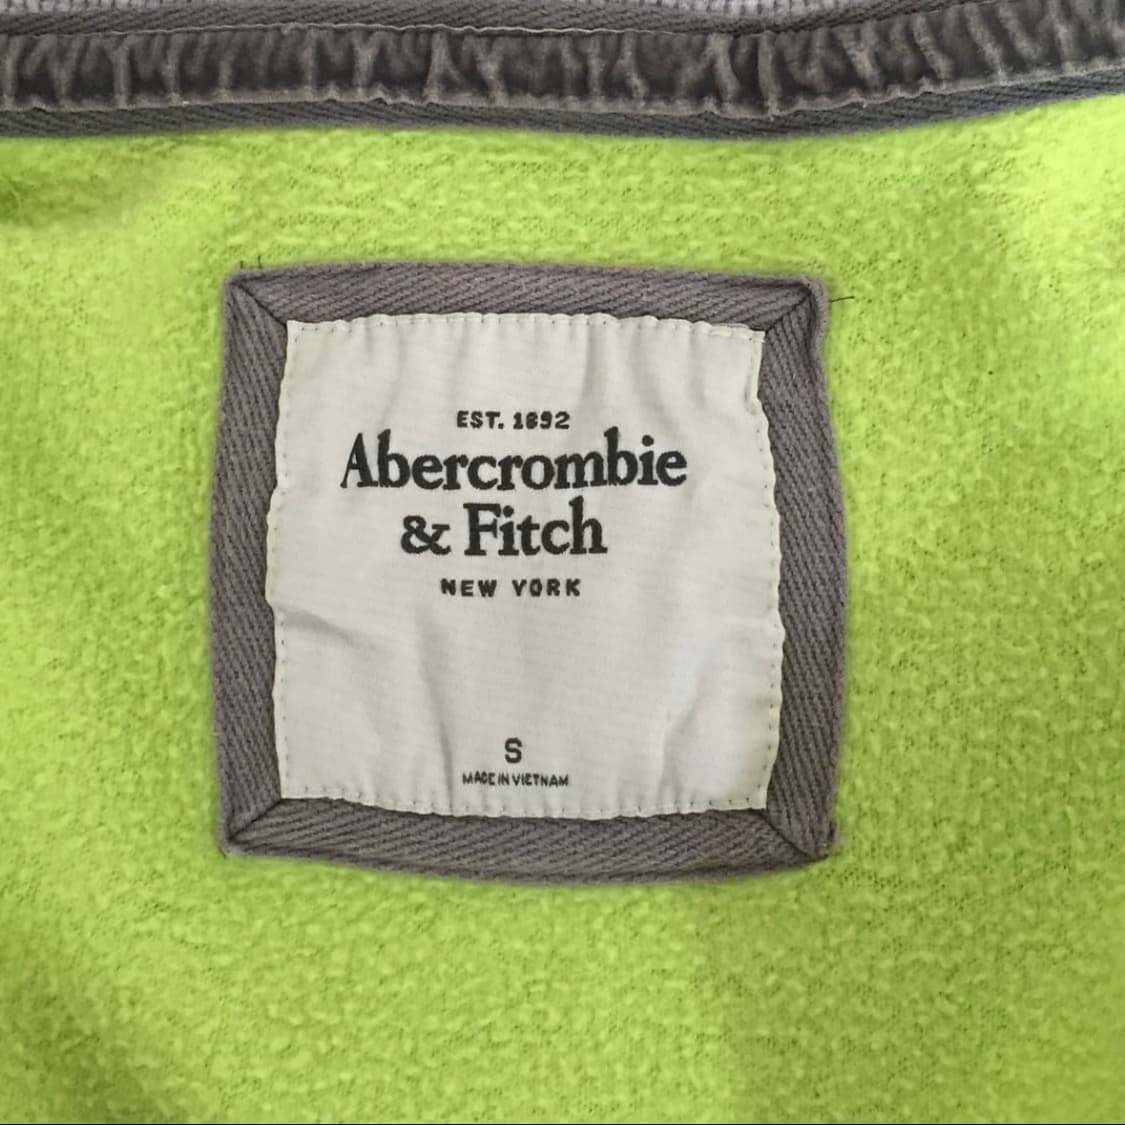 EST. 1892
Abercrombie
& Fitch
NEW YORK
S
MADE IN VIETNAM